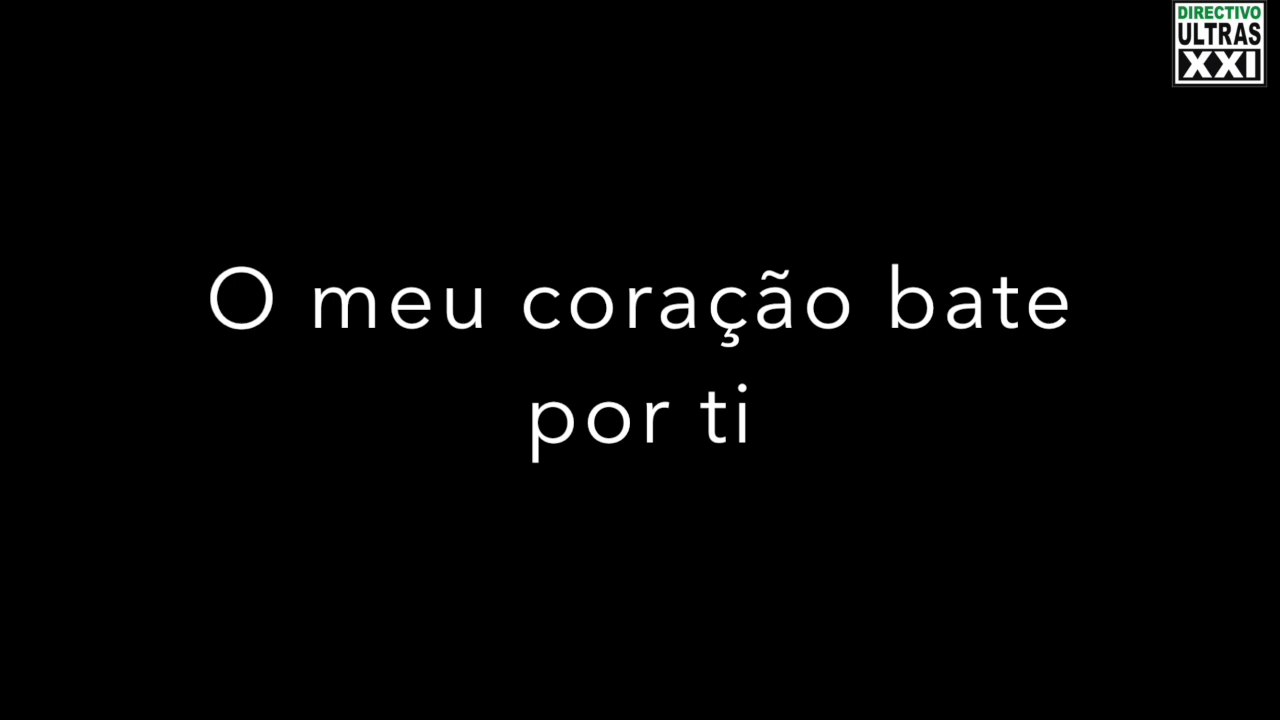 DIRECTIVO
ULTRAS
XXI
O meu coração bate
por ti